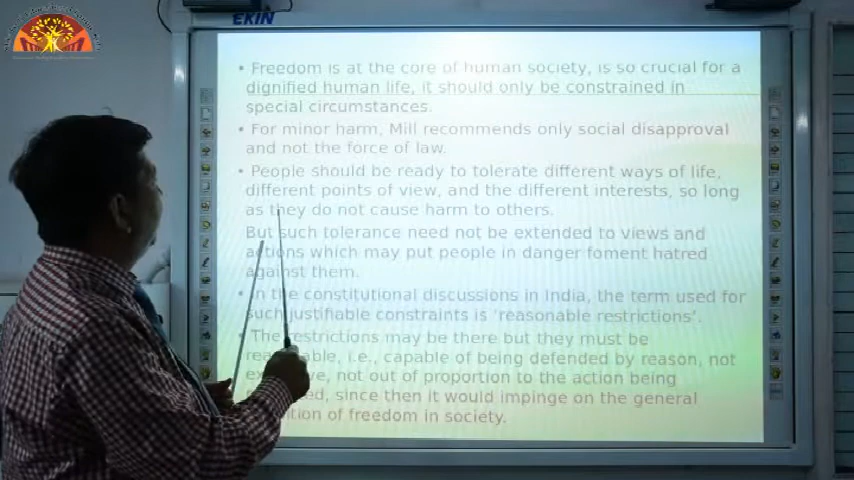 EKIN
• Freedom is at the core of human society, is so crucial for a
dignified human life, it should only be constrained in
special circumstances.
• For minor harm, Mill recommends only social disapproval
and not the force of law.
• People should be ready to tolerate different ways of life,
different points of view, and the different interests, so long
as they do not cause harm to others.
But such tolerance need not be extended to views and
actions which may put people in danger foment hatred
against them.
• In the constitutional discussions in India, the term used for
such justifiable constraints is ‘reasonable restrictions’.
• The restrictions may be there but they must be
i.e., capable of being defended by reason, not
not out of proportion to the action being
since then it would impinge on the general
of freedom in society.